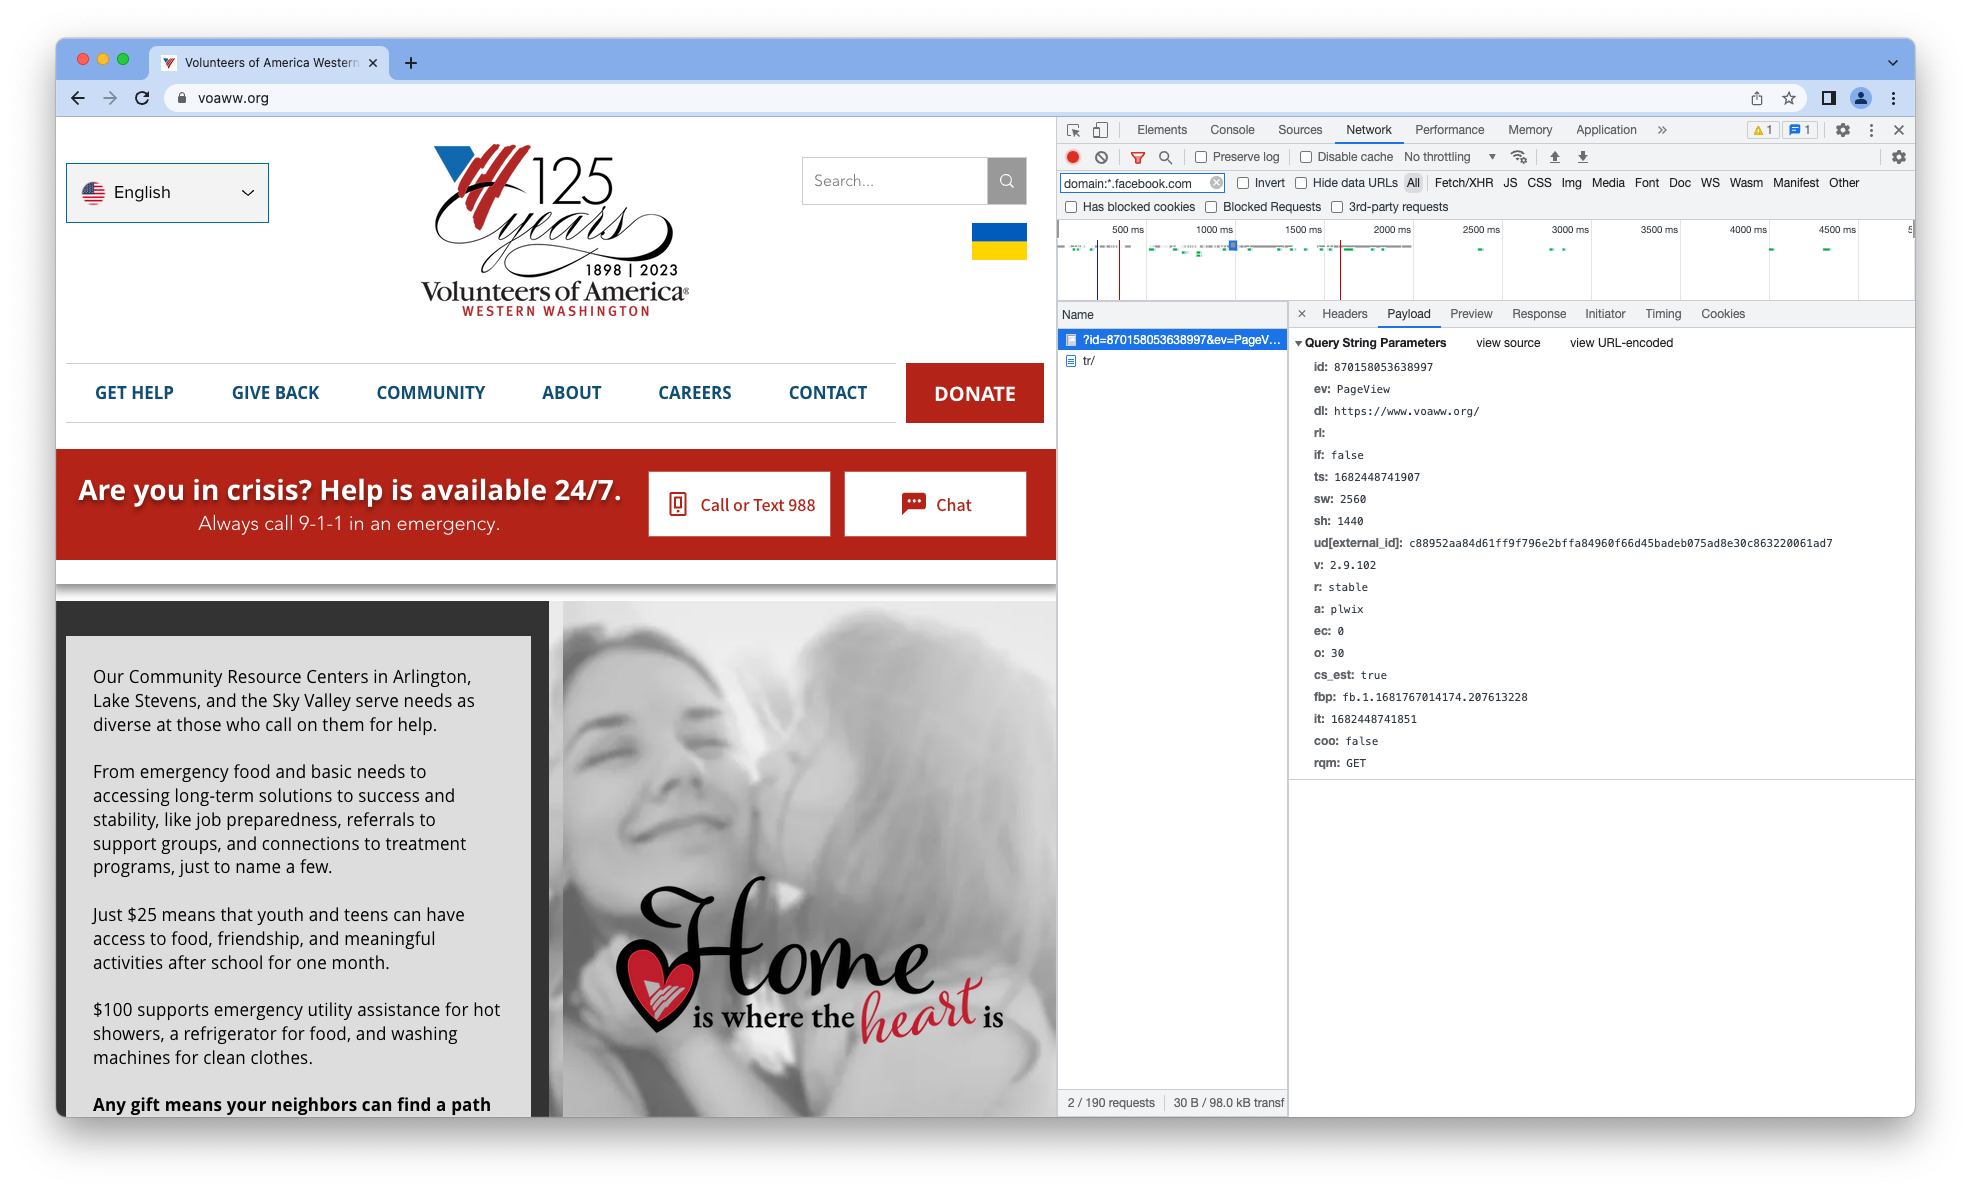 Volunteers of America Western
voaww.org
English
125
years
1898 | 2023
Volunteers of America®
WESTERN WASHINGTON
Search...
GET HELP
GIVE BACK
COMMUNITY
ABOUT
CAREERS
CONTACT
DONATE
Are you in crisis? Help is available 24/7.
Always call 9-1-1 in an emergency.
Call or Text 988
Chat
Our Community Resource Centers in Arlington,
Lake Stevens, and the Sky Valley serve needs as
diverse at those who call on them for help.
From emergency food and basic needs to
accessing long-term solutions to success and
stability, like job preparedness, referrals to
support groups, and connections to treatment
programs, just to name a few.
Just $25 means that youth and teens can have
access to food, friendship, and meaningful
activities after school for one month.
$100 supports emergency utility assistance for hot
showers, a refrigerator for food, and washing
machines for clean clothes.
Any gift means your neighbors can find a path
Home
is where the heart is
Elements Console Sources Network Performance Memory Application » 1 1
Preserve log Disable cache No throttling
domain:*.facebook.com Invert Hide data URLs All Fetch/XHR JS CSS Img Media Font Doc WS Wasm Manifest Other
Has blocked cookies Blocked Requests 3rd-party requests
500 ms 1000 ms 1500 ms 2000 ms 2500 ms 3000 ms 3500 ms 4000 ms 4500 ms 5
Name
?id=870158053638997&ev=PageV...
tr/
2 / 190 requests 30 B / 98.0 kB transf
Headers Payload Preview Response Initiator Timing Cookies
Query String Parameters view source view URL-encoded
id: 870158053638997
ev: PageView
dl: https://www.voaww.org/
rl:
if: false
ts: 1682448741907
sw: 2560
sh: 1440
ud[external_id]: c88952aa84d61ff9f796e2bffa84960f66d45badeb075ad8e30c863220061ad7
v: 2.9.102
r: stable
a: plwix
ec: 0
o: 30
cs_est: true
fbp: fb.1.1681767014174.207613228
it: 1682448741851
coo: false
rqm: GET